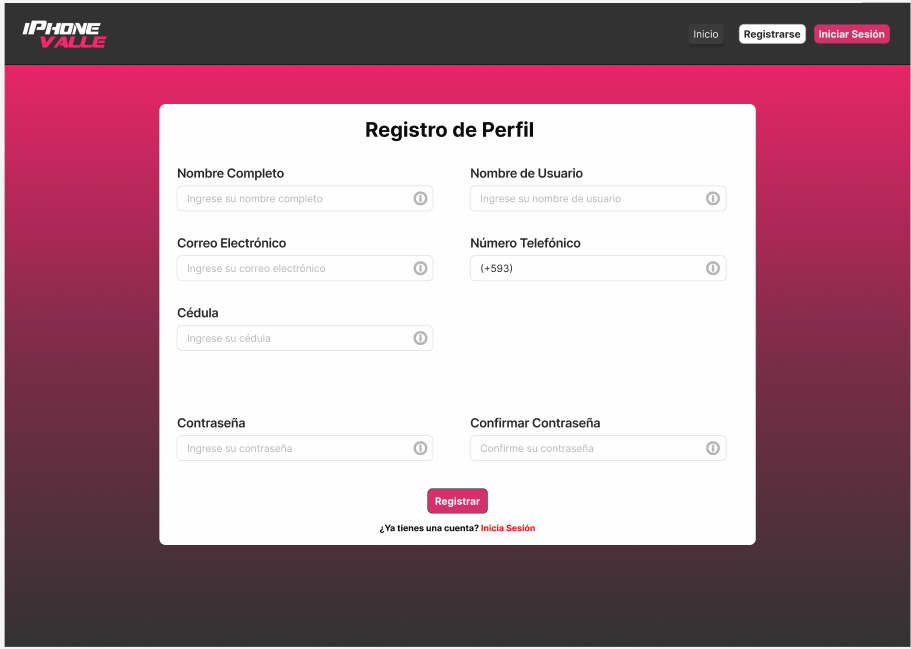 iPHONE
VALLE
Inicio
Registrarse
Iniciar Sesión
Registro de Perfil
Nombre Completo
Nombre de Usuario
Ingrese su nombre completo
Ingrese su nombre de usuario
Correo Electrónico
Número Telefónico
Ingrese su correo electrónico
(+593)
Cédula
Ingrese su cédula
Contraseña
Confirmar Contraseña
Ingrese su contraseña
Confirme su contraseña
Registrar
¿Ya tienes una cuenta? Inicia Sesión